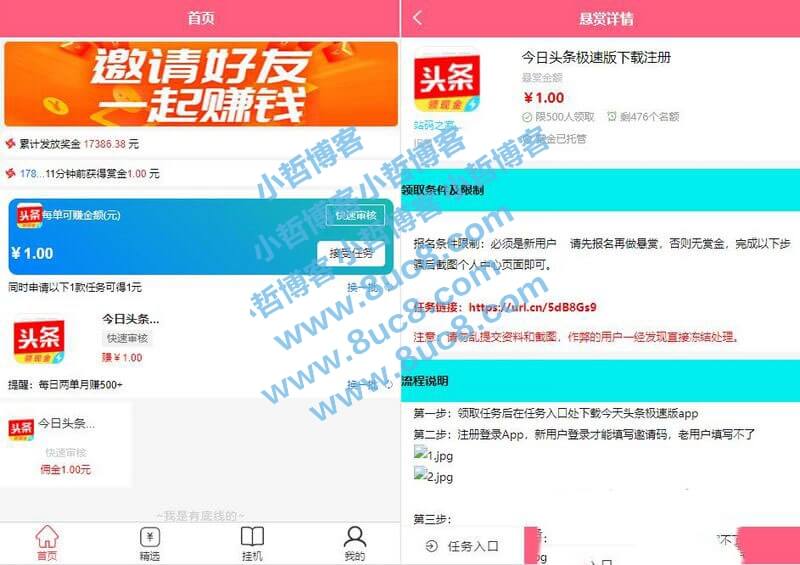 首页
邀请好友
一起赚钱
累计发放奖金 17386.38 元
178...11分钟前获得赏金1.00 元
头条
每单可赚金额(元)
快速审核
¥1.00
接受任务
同时申请以下1款任务可得1元
换一批
头条
领现金
今日头条...
快速审核
赚￥1.00
提醒：每日两单月赚500+
换一批
头条
今日头条...
快速审核
佣金1.00元
~我是有底线的~
首页
精选
挂机
我的
悬赏详情
头条
领现金
今日头条极速版下载注册
悬赏金额
￥1.00
限500人领取
剩476个名额
站码之家
金已托管
领取条件及限制
报名条件限制：必须是新用户 请先报名再做悬赏，否则无赏金，完成以下步
骤后截图个人中心页面即可。
任务链接：https://url.cn/5dB8Gs9
注意：请勿乱提交资料和截图，作弊的用户一经发现直接冻结处理。
流程说明
第一步：领取任务后在任务入口处下载今天头条极速版app
第二步：注册登录App，新用户登录才能填写邀请码，老用户填写不了
1.jpg
2.jpg
第三步：
任务入口
不了
小哲博客小哲博客
小哲博客小哲博客
哲博客 小哲博客
www.8uc8.com
www.8uc8.com
www.8uc8.com